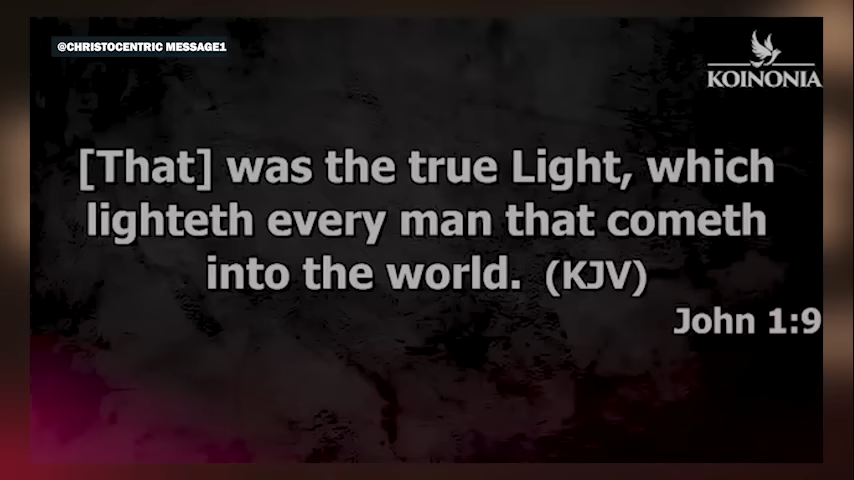 @CHRISTOCENTRIC MESSAGE1
KOINONIA
[That] was the true Light, which
lighteth every man that cometh
into the world. (KJV)
John 1:9